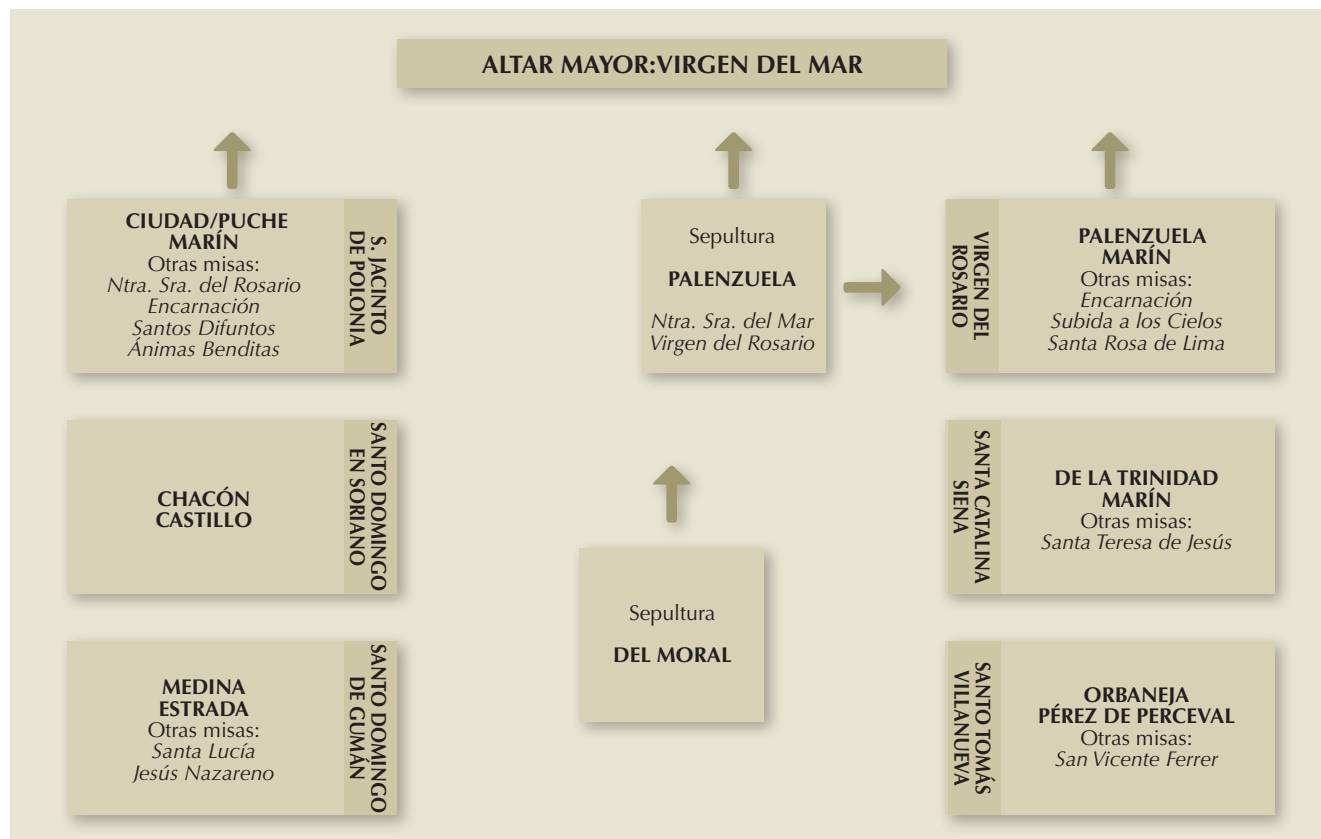 ALTAR MAYOR:VIRGEN DEL MAR
CIUDAD/PUCHE
MARÍN
Otras misas:
Ntra. Sra. del Rosario
Encarnación
Santos Difuntos
Ánimas Benditas
S. JACINTO
DE POLONIA
Sepultura
PALENZUELA
Ntra. Sra. del Mar
Virgen del Rosario
VIRGEN DEL
ROSARIO
PALENZUELA
MARÍN
Otras misas:
Encarnación
Subida a los Cielos
Santa Rosa de Lima
CHACÓN
CASTILLO
SANTO DOMINGO
EN SORIANO
SANTA CATALINA
SIENA
DE LA TRINIDAD
MARÍN
Otras misas:
Santa Teresa de Jesús
Sepultura
DEL MORAL
MEDINA
ESTRADA
Otras misas:
Santa Lucía
Jesús Nazareno
SANTO DOMINGO
DE GUMÁN
SANTO TOMÁS
VILLANUEVA
ORBANEJA
PÉREZ DE PERCEVAL
Otras misas:
San Vicente Ferrer